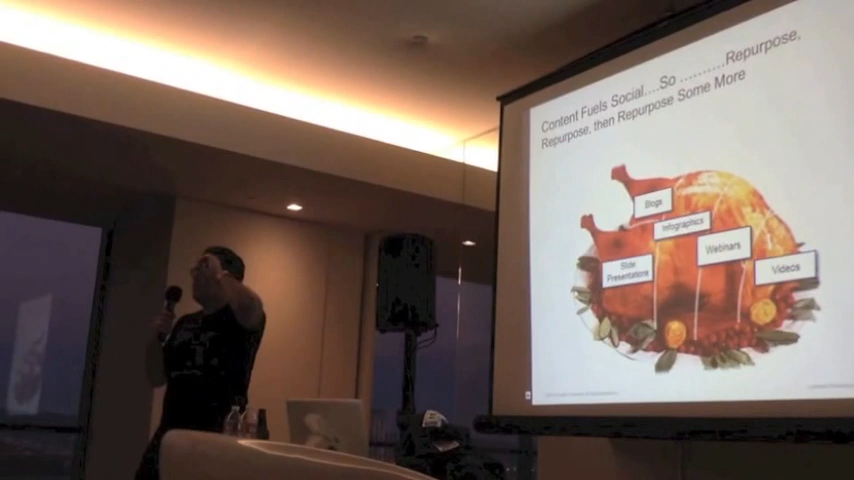 Content Fuels Social....So ..........Repurpose,
Repurpose, then Repurpose Some More
Blogs
Infographics
Webinars
Slide
Presentations
Videos